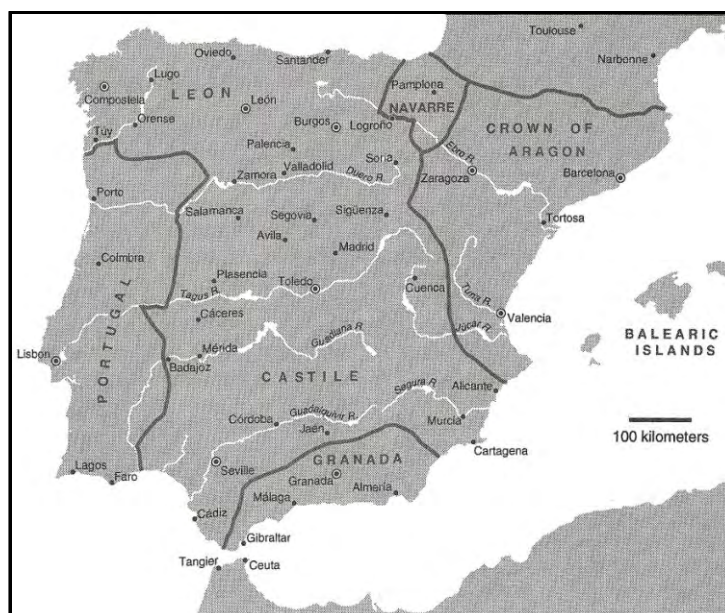 Toulouse
Oviedo
Santander
Narbonne
Lugo
Pamplona
Compostela
LEON
León
NAVARRE
Burgos
Logroño
CROWN OF
ARAGON
Túy
Orense
Palencia
Ebro R.
Soria
Valladolid
Zamora
Duero R.
Zaragoza
Barcelona
Porto
Salamanca
Segovia
Sigüenza
Tortosa
Avila
Madrid
Coimbra
Plasencia
Toledo
Cuenca
Turia R.
Tagus R.
PORTUGAL
Cáceres
Valencia
Júcar R.
BALEARIC
ISLANDS
Lisbon
Mérida
Guadiana R.
Badajoz
CASTILE
Segura R.
Alicante
Córdoba
Guadalquivir R.
Murcia
Jaén
100 kilometers
Cartagena
Seville
GRANADA
Lagos
Faro
Granada
Almería
Málaga
Cádiz
Gibraltar
Tangier
Ceuta